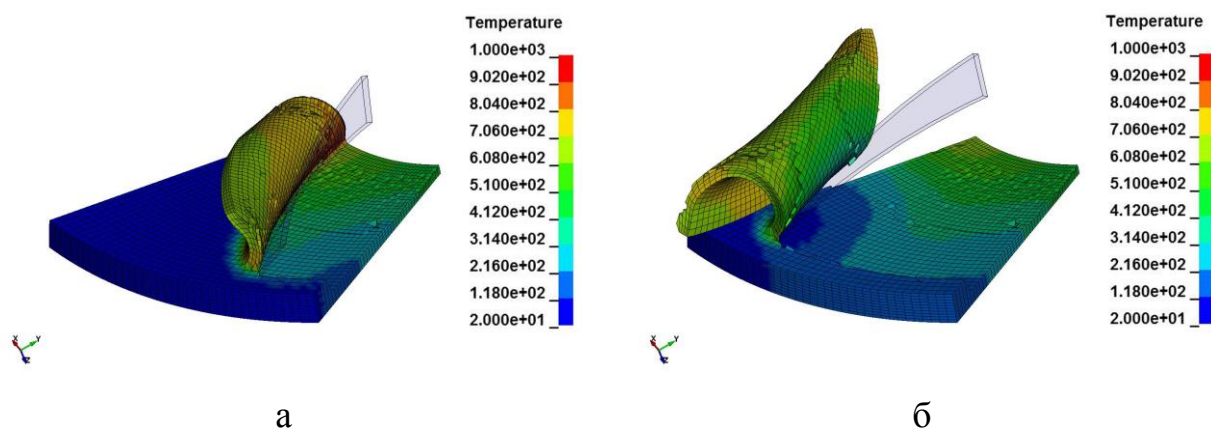 Temperature
1.000e+03
9.020e+02
8.040e+02
7.060e+02
6.080e+02
5.100e+02
4.120e+02
3.140e+02
2.160e+02
1.180e+02
2.000e+01
X Y Z
а
Temperature
1.000e+03
9.020e+02
8.040e+02
7.060e+02
6.080e+02
5.100e+02
4.120e+02
3.140e+02
2.160e+02
1.180e+02
2.000e+01
X Y Z
б